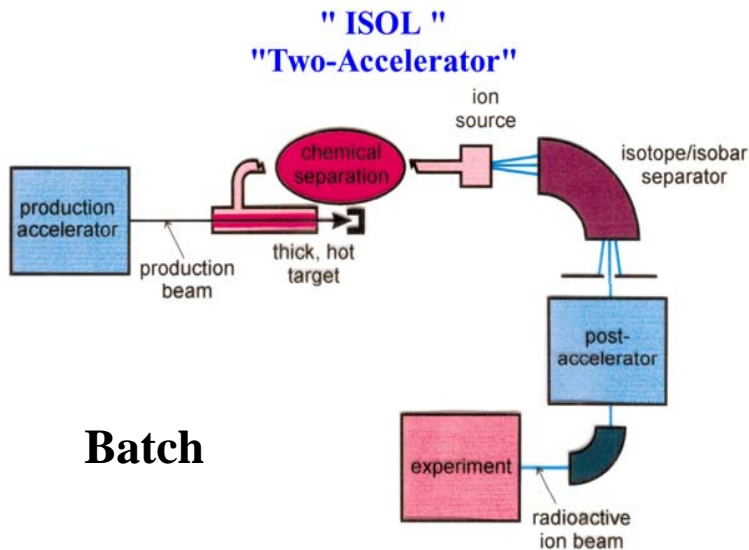 " ISOL "
"Two-Accelerator"
ion
source
chemical
separation
isotope/isobar
separator
production
accelerator
production
beam
thick, hot
target
post-
accelerator
Batch
experiment
radioactive
ion beam